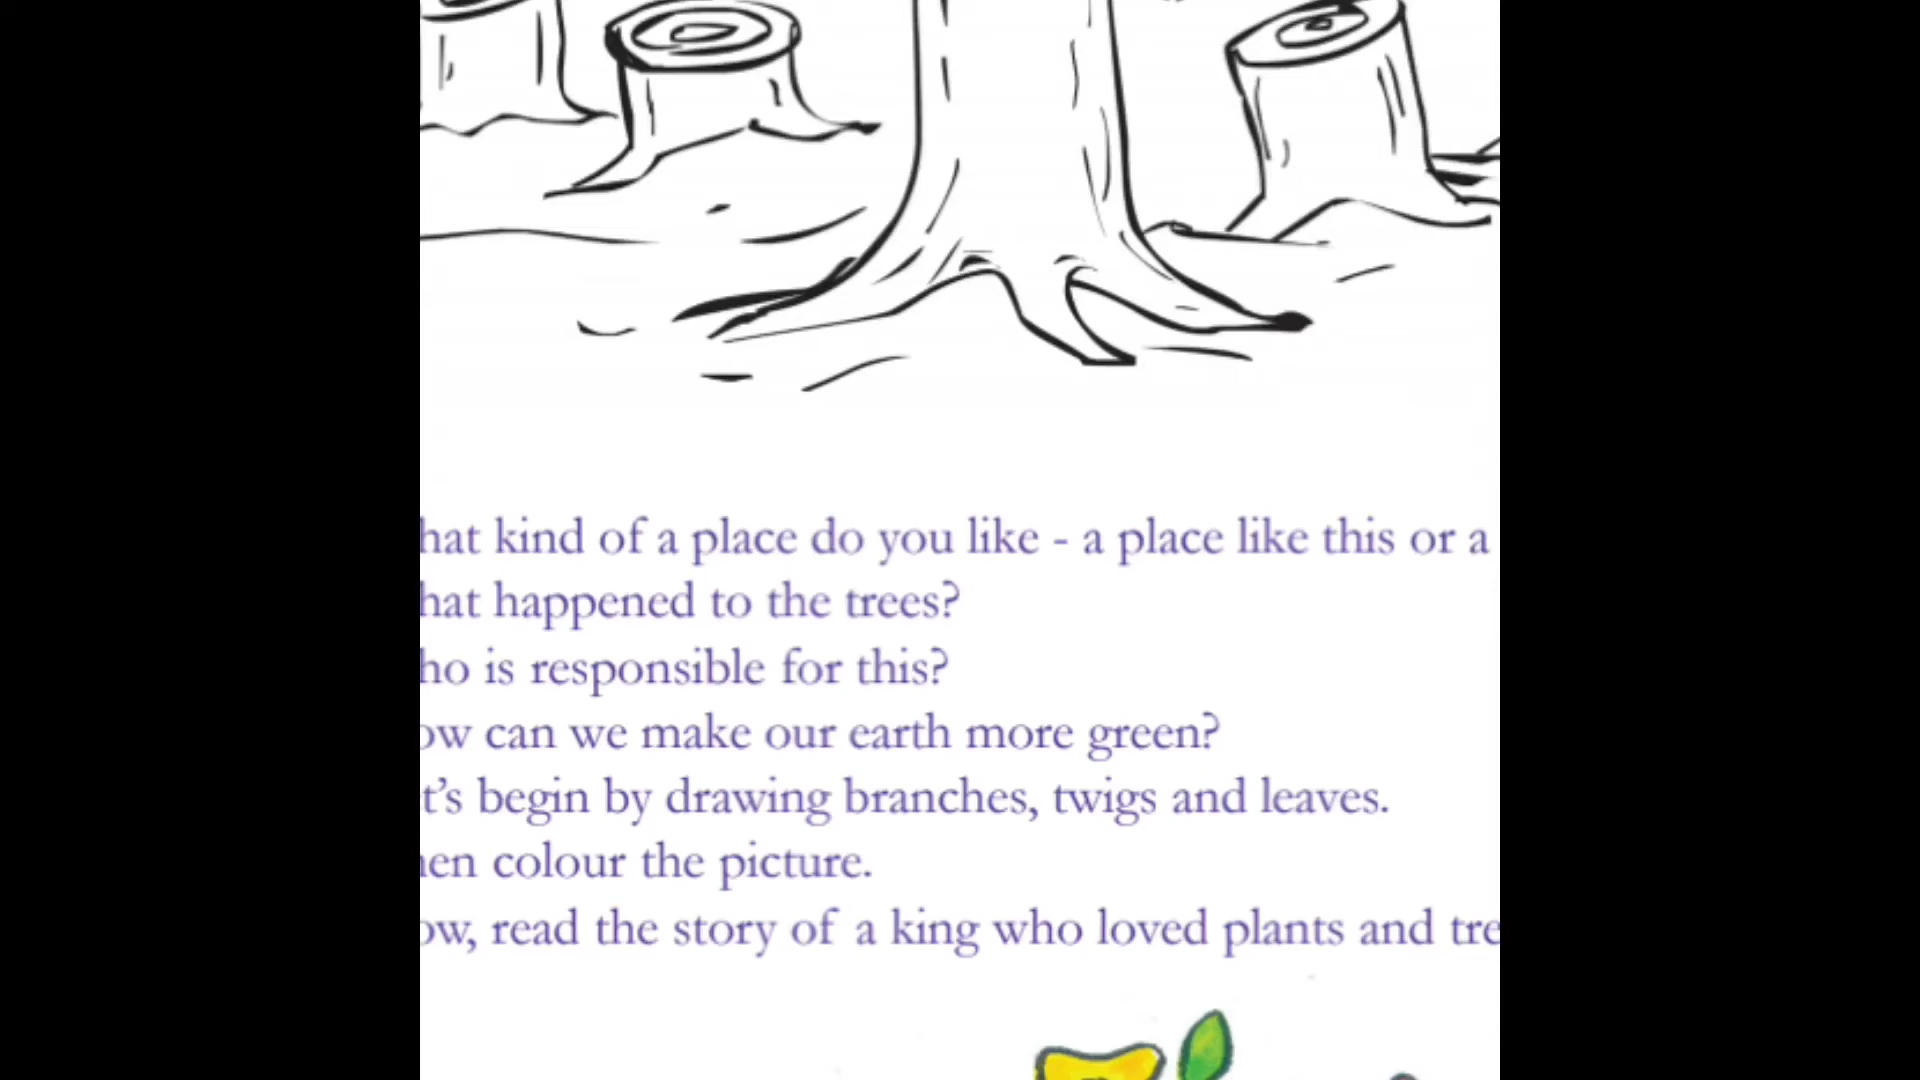 hat kind of a place do you like - a place like this or a
hat happened to the trees?
ho is responsible for this?
ow can we make our earth more green?
t’s begin by drawing branches, twigs and leaves.
en colour the picture.
ow, read the story of a king who loved plants and tre